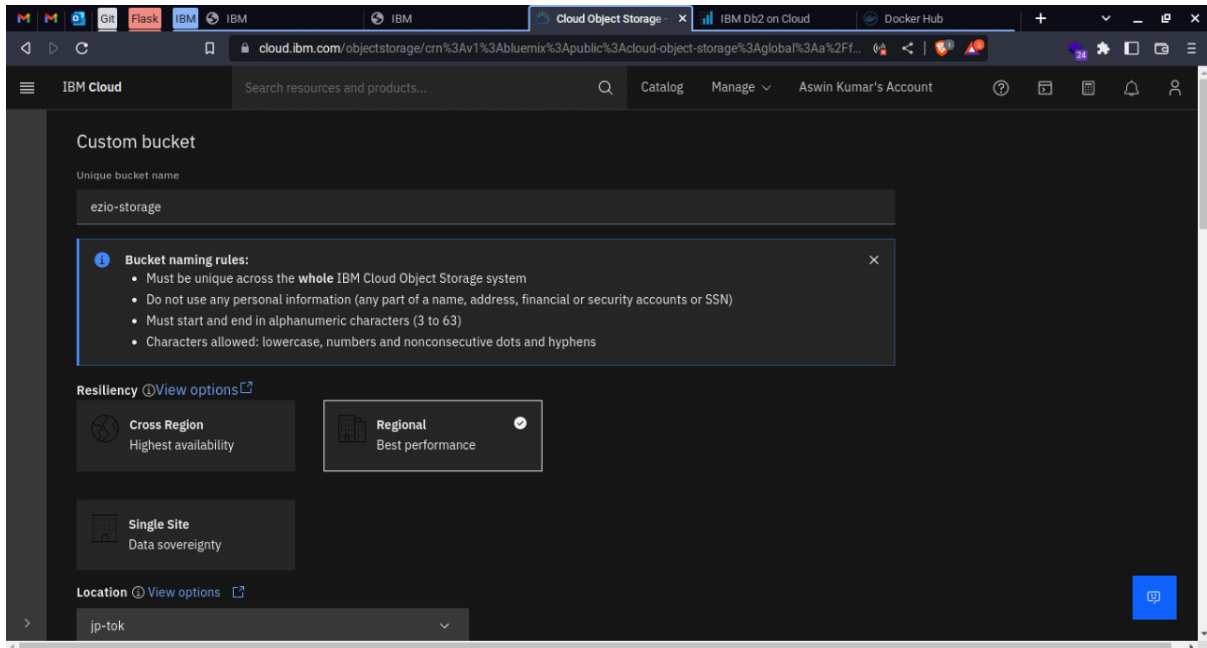 Git Flask IBM IBM IBM Cloud Object Storage - IBM Db2 on Cloud Docker Hub
cloud.ibm.com/objectstorage/crn%3Av1%3Abluemix%3Apublic%3Acloud-object-storage%3Aglobal%3Aa%2Ff... 24
IBM Cloud Search resources and products... Catalog Manage Aswin Kumar's Account
Custom bucket
Unique bucket name
ezio-storage
Bucket naming rules:
• Must be unique across the whole IBM Cloud Object Storage system
• Do not use any personal information (any part of a name, address, financial or security accounts or SSN)
• Must start and end in alphanumeric characters (3 to 63)
• Characters allowed: lowercase, numbers and nonconsecutive dots and hyphens
Resiliency View options
Cross Region Regional
Highest availability Best performance
Single Site
Data sovereignty
Location View options
jp-tok